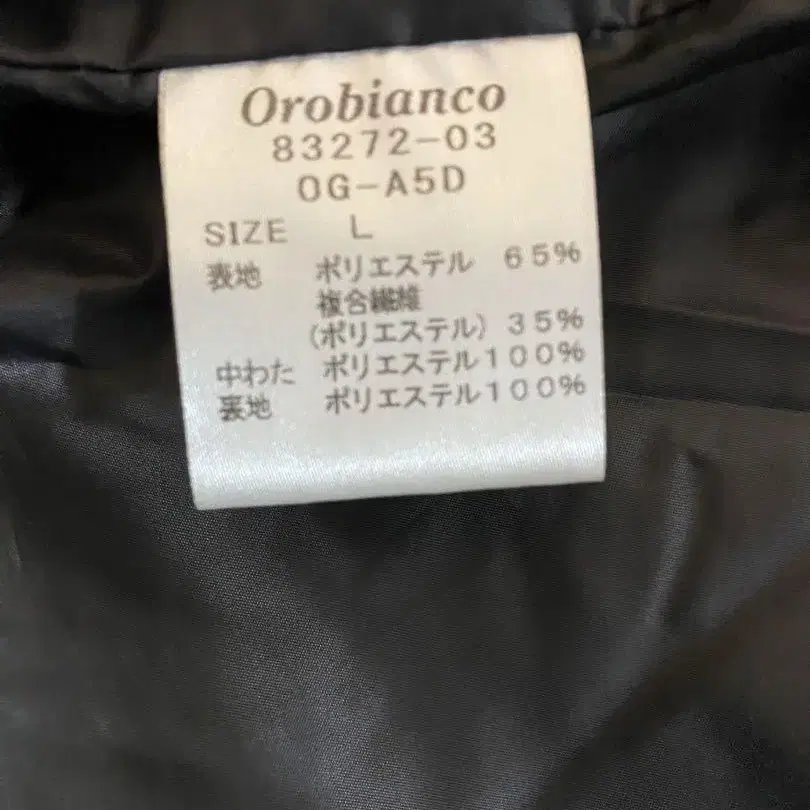 Orobianco
83272-03
0G-A5D
SIZE L
表地 ポリエステル 65%
複合繊維
(ポリエステル) 35%
中わた ポリエステル100%
裏地 ポリエステル100%